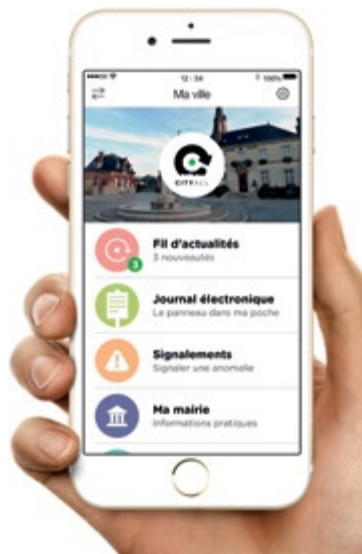 12:34
100%
Ma ville
CITYALL
Fil d'actualités
3 nouveautés
3
Journal électronique
Le panneau dans ma poche
Signalements
Signaler une anomalie
Ma mairie
Informations pratiques